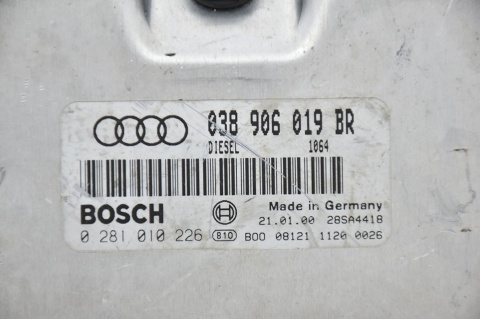 038 906 019 BR
DIESEL 1064
BOSCH
Made in Germany
21.01.00 28SA4418
0 281 010 226 810 B00 08121 1120 0026